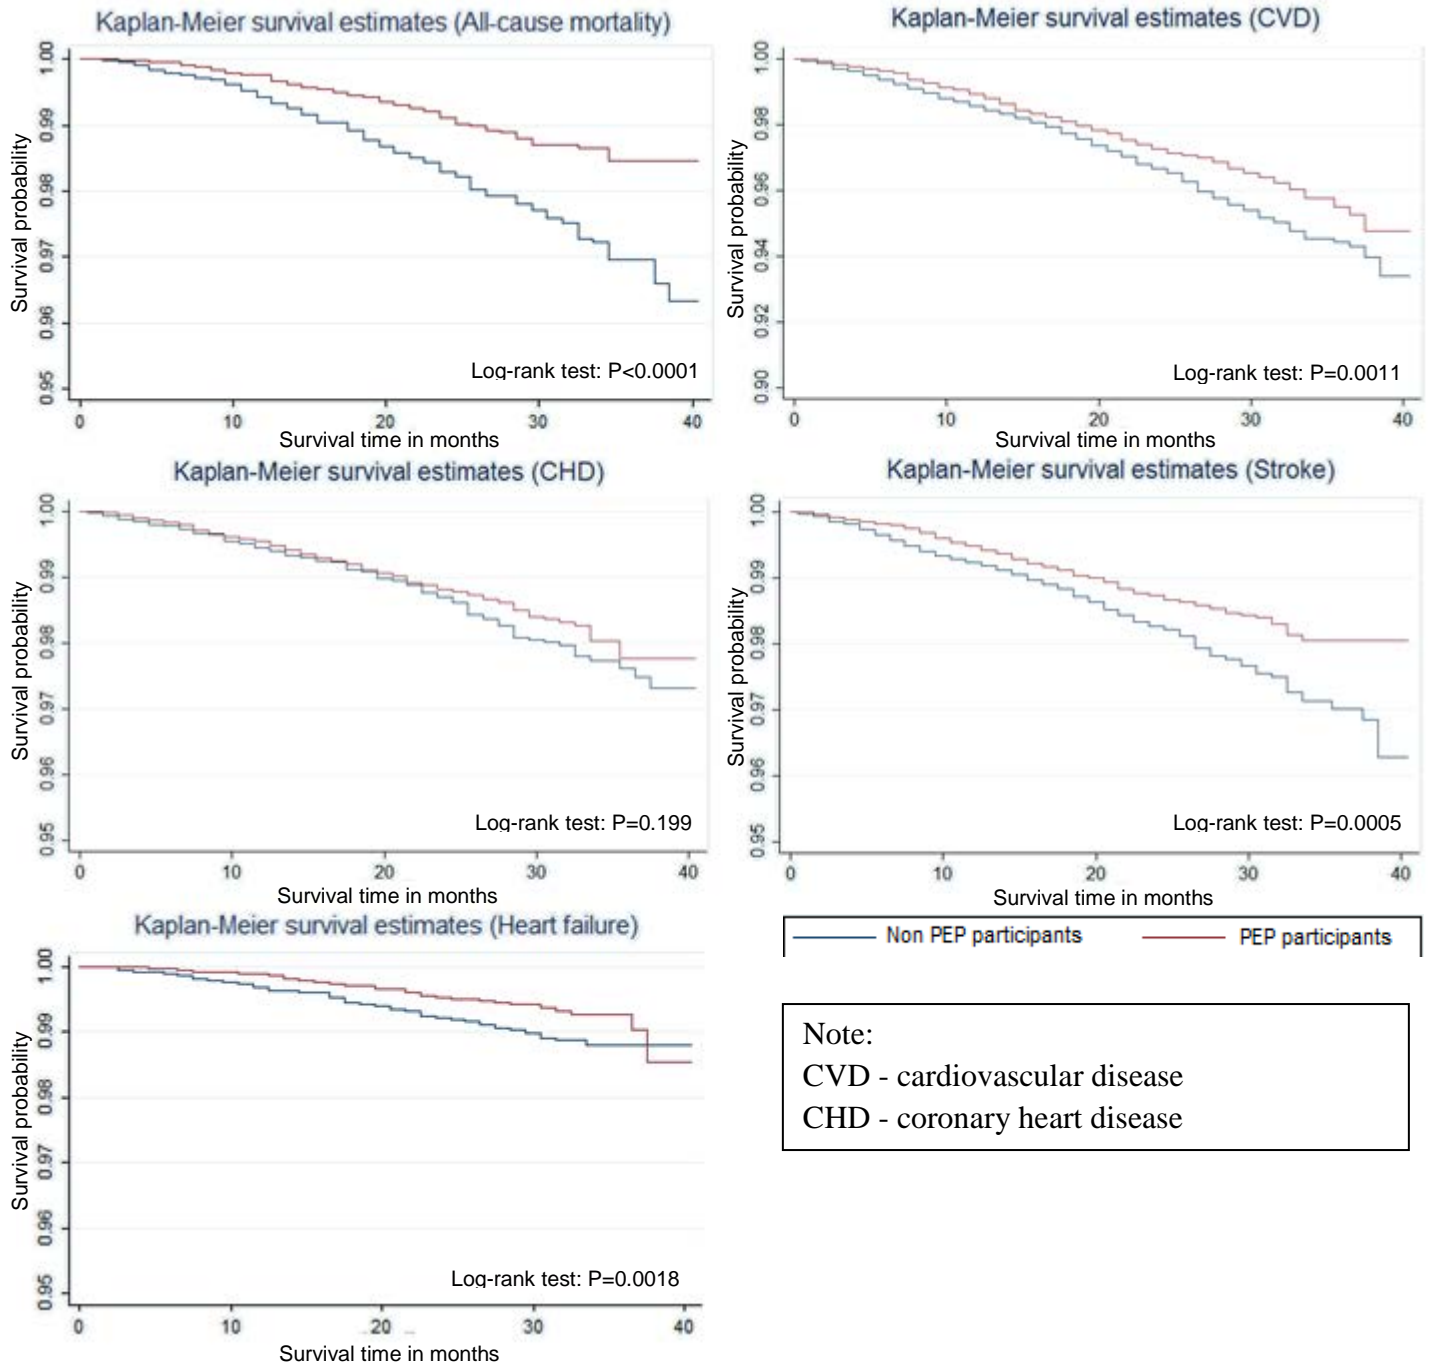 Kaplan-Meier survival estimates (All-cause mortality)
Survival probability
1.00
0.99
0.98
0.97
0.96
0.95
Log-rank test: P<0.0001
0 10 20 30 40
Survival time in months
Kaplan-Meier survival estimates (CVD)
Survival probability
1.00
0.98
0.96
0.94
0.92
0.90
Log-rank test: P=0.0011
0 10 20 30 40
Survival time in months
Kaplan-Meier survival estimates (CHD)
Survival probability
1.00
0.99
0.98
0.97
0.96
0.95
Log-rank test: P=0.199
0 10 20 30 40
Survival time in months
Kaplan-Meier survival estimates (Stroke)
Survival probability
1.00
0.99
0.98
0.97
0.96
0.95
Log-rank test: P=0.0005
0 10 20 30 40
Survival time in months
Kaplan-Meier survival estimates (Heart failure)
Survival probability
1.00
0.99
0.98
0.97
0.96
0.95
Log-rank test: P=0.0018
0 10 20 30 40
Survival time in months
Non PEP participants PEP participants
Note:
CVD - cardiovascular disease
CHD - coronary heart disease